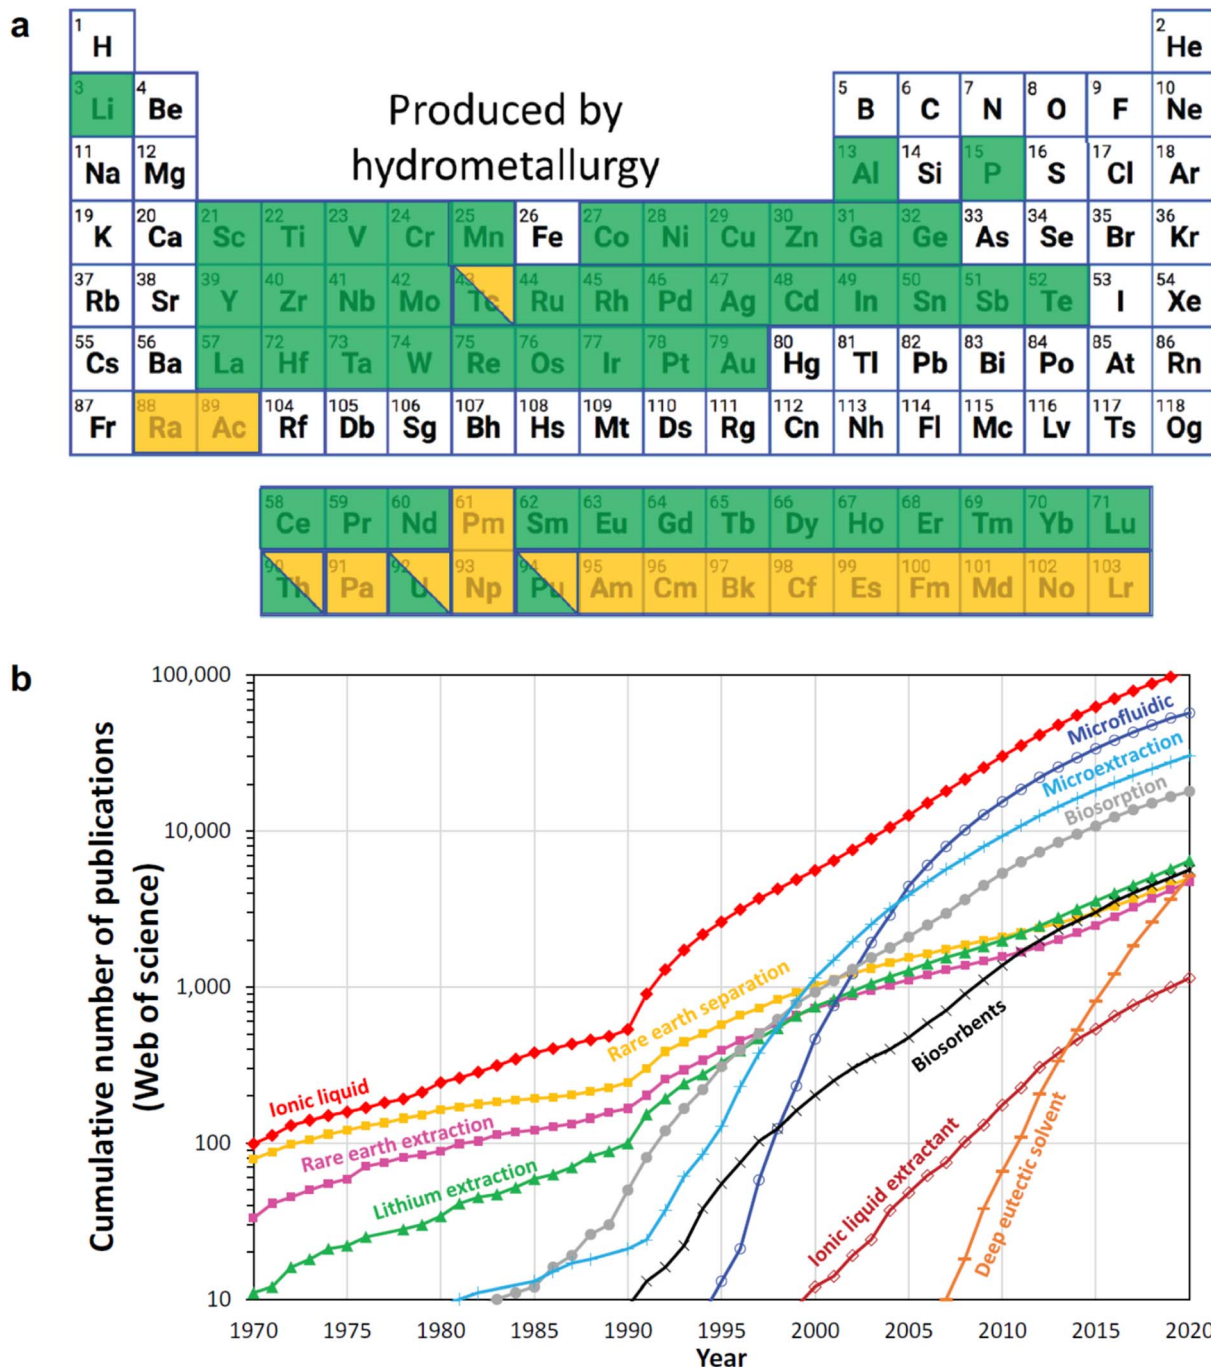 a
1 H 2 He
3 Li 4 Be 5 B 6 C 7 N 8 O 9 F 10 Ne
Produced by
hydrometallurgy
11 Na 12 Mg 13 Al 14 Si 15 P 16 S 17 Cl 18 Ar
19 K 20 Ca 21 Sc 22 Ti 23 V 24 Cr 25 Mn 26 Fe 27 Co 28 Ni 29 Cu 30 Zn 31 Ga 32 Ge 33 As 34 Se 35 Br 36 Kr
37 Rb 38 Sr 39 Y 40 Zr 41 Nb 42 Mo 43 Tc 44 Ru 45 Rh 46 Pd 47 Ag 48 Cd 49 In 50 Sn 51 Sb 52 Te 53 I 54 Xe
55 Cs 56 Ba 57 La 72 Hf 73 Ta 74 W 75 Re 76 Os 77 Ir 78 Pt 79 Au 80 Hg 81 Tl 82 Pb 83 Bi 84 Po 85 At 86 Rn
87 Fr 88 Ra 89 Ac 104 Rf 105 Db 106 Sg 107 Bh 108 Hs 109 Mt 110 Ds 111 Rg 112 Cn 113 Nh 114 Fl 115 Mc 116 Lv 117 Ts 118 Og
58 Ce 59 Pr 60 Nd 61 Pm 62 Sm 63 Eu 64 Gd 65 Tb 66 Dy 67 Ho 68 Er 69 Tm 70 Yb 71 Lu
90 Th 91 Pa 92 U 93 Np 94 Pu 95 Am 96 Cm 97 Bk 98 Cf 99 Es 100 Fm 101 Md 102 No 103 Lr
b
Cumulative number of publications
(Web of science)
100,000
10,000
1,000
100
10
Microfluidic
Microextraction
Biosorption
Rare earth separation
Ionic liquid
Rare earth extraction
Lithium extraction
Biosorbents
Ionic liquid extractant
Deep eutectic solvent
1970 1975 1980 1985 1990 1995 2000 2005 2010 2015 2020
Year